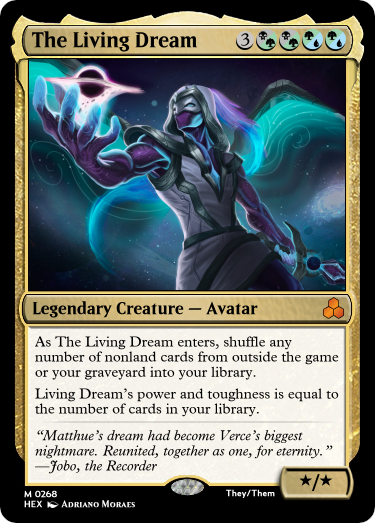 The Living Dream 3
Legendary Creature — Avatar
As The Living Dream enters, shuffle any
number of nonland cards from outside the game
or your graveyard into your library.
Living Dream's power and toughness is equal to
the number of cards in your library.
“Matthue's dream had become Verce's biggest
nightmare. Reunited, together as one, for eternity.”
—Jobo, the Recorder
M 0268
HEX Adriano Moraes
They/Them
★/★